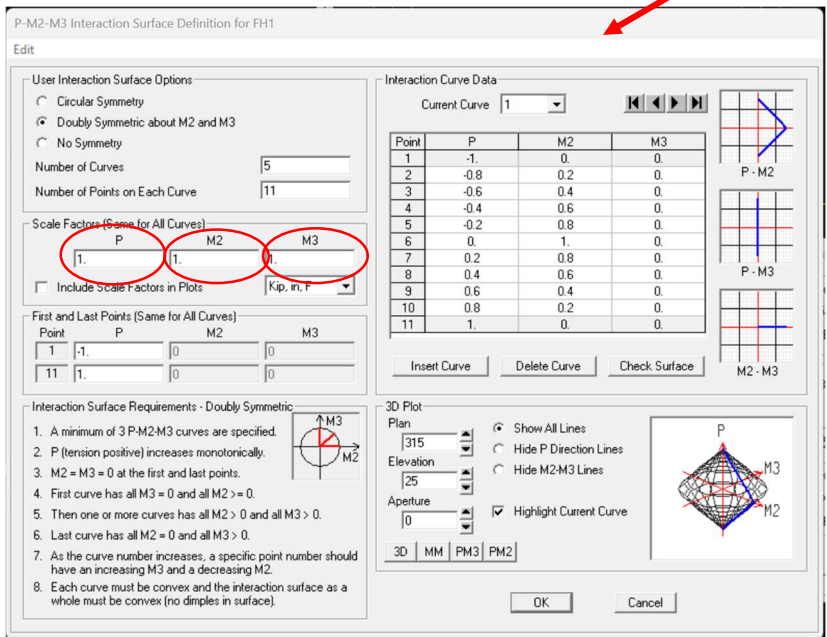 P-M2-M3 Interaction Surface Definition for FH1
Edit
User Interaction Surface Options
Circular Symmetry
Doubly Symmetric about M2 and M3
No Symmetry
Number of Curves 5
Number of Points on Each Curve 11
Scale Factors (Same for All Curves)
P M2 M3
1. 1. 1.
Include Scale Factors in Plots Kip, in, F
First and Last Points (Same for All Curves)
Point P M2 M3
1 -1. 0 0
11 1. 0 0
Interaction Surface Requirements - Doubly Symmetric
1. A minimum of 3 P-M2-M3 curves are specified.
2. P (tension positive) increases monotonically.
3. M2 = M3 = 0 at the first and last points.
4. First curve has all M3 = 0 and all M2 >= 0.
5. Then one or more curves has all M2 > 0 and all M3 > 0.
6. Last curve has all M2 = 0 and all M3 > 0.
7. As the curve number increases, a specific point number should
have an increasing M3 and a decreasing M2.
8. Each curve must be convex and the interaction surface as a
whole must be convex (no dimples in surface).
M3
M2
Interaction Curve Data
Current Curve 1
Point P M2 M3
1 -1. 0. 0.
2 -0.8 0.2 0.
3 -0.6 0.4 0.
4 -0.4 0.6 0.
5 -0.2 0.8 0.
6 0. 1. 0.
7 0.2 0.8 0.
8 0.4 0.6 0.
9 0.6 0.4 0.
10 0.8 0.2 0.
11 1. 0. 0.
Insert Curve Delete Curve Check Surface
P - M2
P - M3
M2 - M3
3D Plot
Plan
315
Elevation
25
Aperture
0
Show All Lines
Hide P Direction Lines
Hide M2-M3 Lines
Highlight Current Curve
3D MM PM3 PM2
P
M3
M2
OK Cancel